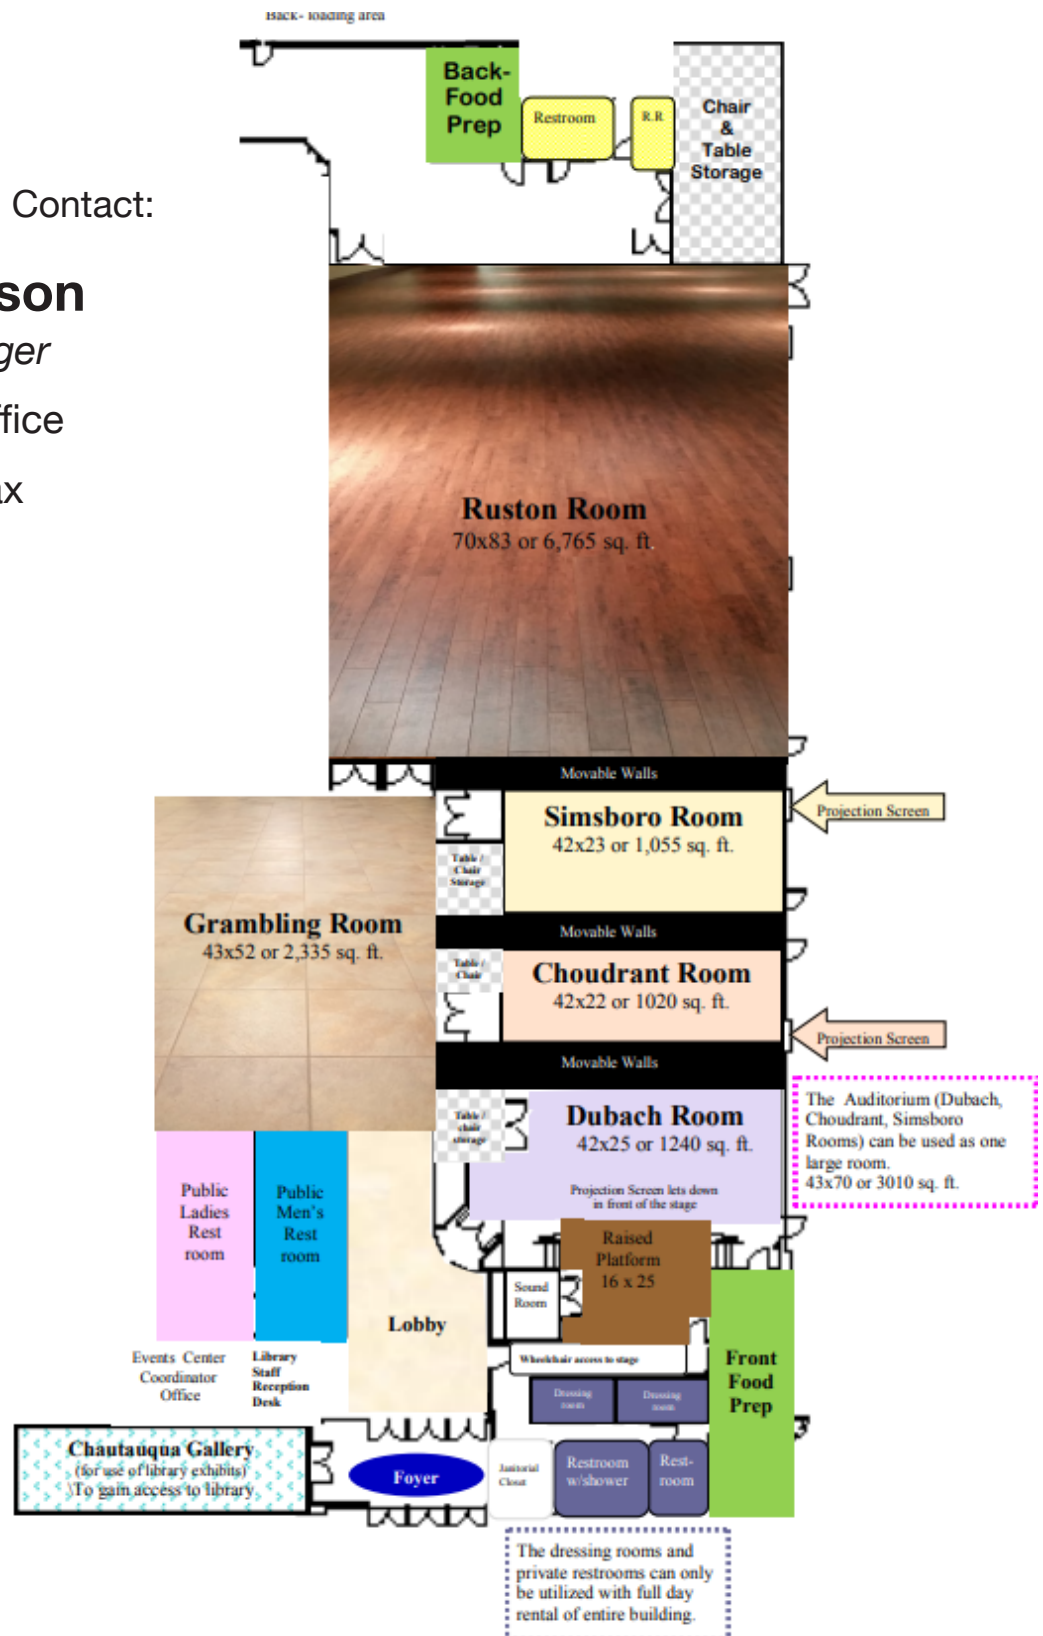 Back- loading area
Back-
Food
Prep
Restroom
R.R
Chair
&
Table
Storage
Contact:
son
ger
ffice
ax
Ruston Room
70x83 or 6,765 sq. ft.
Movable Walls
Simsboro Room
42x23 or 1,055 sq. ft.
Projection Screen
Table /
Chair
Storage
Grambling Room
43x52 or 2,335 sq. ft.
Movable Walls
Table /
Chair
Choudrant Room
42x22 or 1020 sq. ft.
Projection Screen
Movable Walls
Table /
chair
storage
Dubach Room
42x25 or 1240 sq. ft.
Projection Screen lets down
in front of the stage
The Auditorium (Dubach,
Choudrant, Simsboro
Rooms) can be used as one
large room.
43x70 or 3010 sq. ft.
Public
Ladies
Rest
room
Public
Men's
Rest
room
Raised
Platform
16 x 25
Sound
Room
Lobby
Wheelchair access to stage
Front
Food
Prep
Events Center
Coordinator
Office
Library
Staff
Reception
Desk
Dressing
room
Dressing
room
Chautauqua Gallery
(for use of library exhibits)
\To gain access to library
Foyer
Janitorial
Closet
Restroom
w/shower
Rest-
room
The dressing rooms and
private restrooms can only
be utilized with full day
rental of entire building.